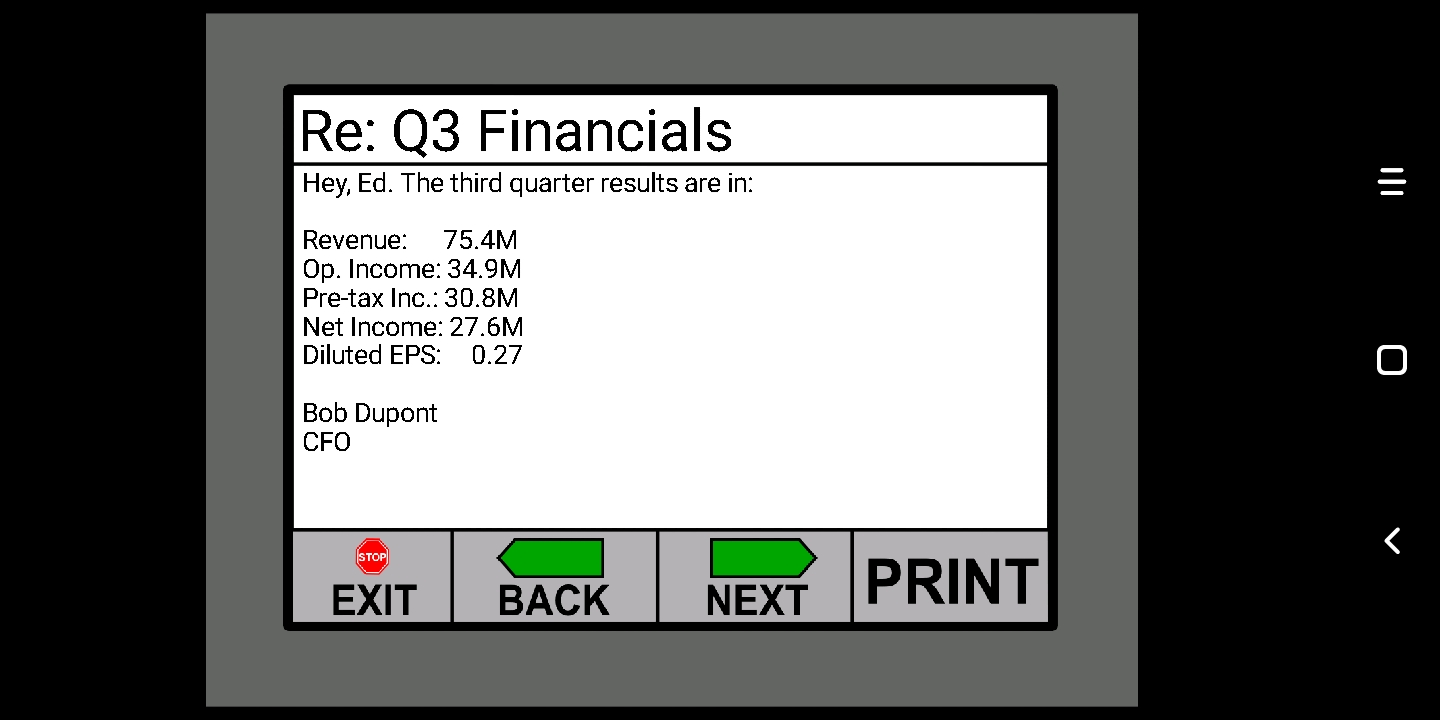 Re: Q3 Financials
Hey, Ed. The third quarter results are in:
Revenue: 75.4M
Op. Income: 34.9M
Pre-tax Inc.: 30.8M
Net Income: 27.6M
Diluted EPS: 0.27
Bob Dupont
CFO
STOP
EXIT
BACK
NEXT
PRINT